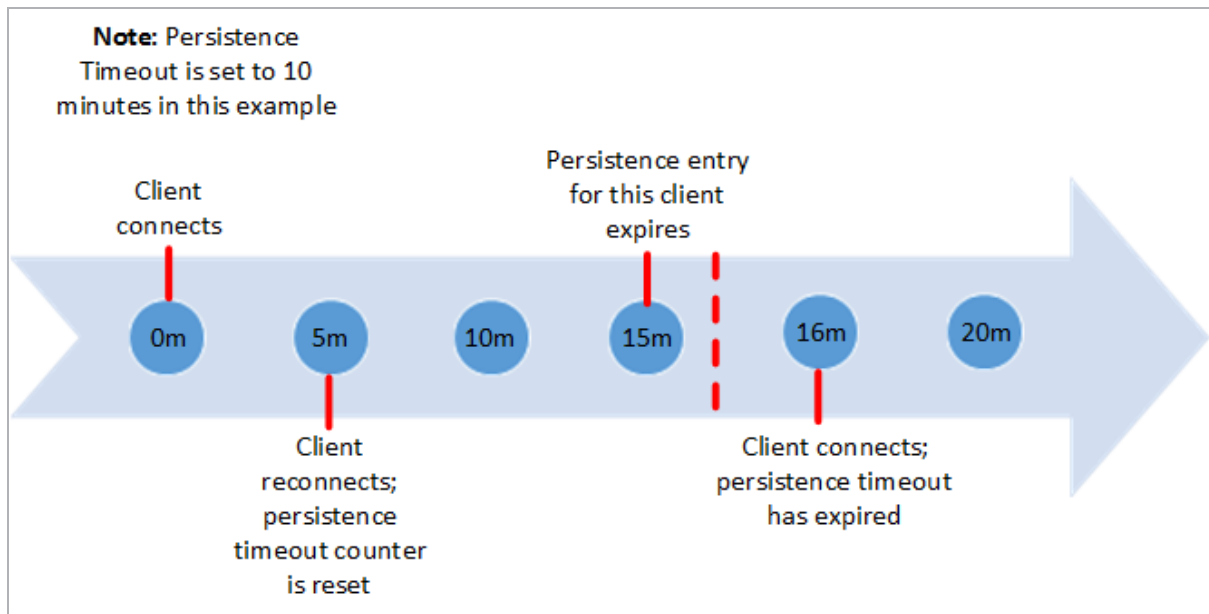 Note: Persistence
Timeout is set to 10
minutes in this example
Client
connects
Persistence entry
for this client
expires
0m
5m
10m
15m
16m
20m
Client
reconnects;
persistence
timeout counter
is reset
Client connects;
persistence timeout
has expired